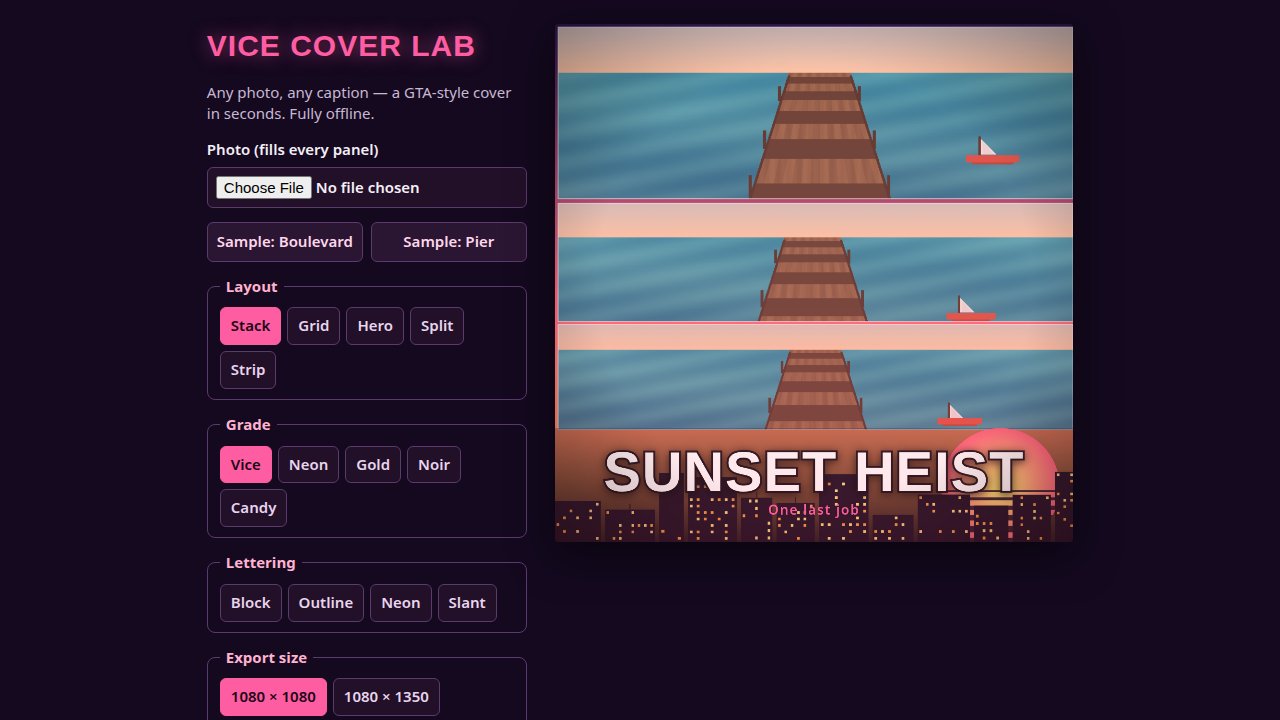 VICE COVER LAB
Any photo, any caption — a GTA-style cover
in seconds. Fully offline.
Photo (fills every panel)
Choose File No file chosen
Sample: Boulevard
Sample: Pier
Layout
Stack
Grid
Hero
Split
Strip
Grade
Vice
Neon
Gold
Noir
Candy
Lettering
Block
Outline
Neon
Slant
Export size
1080 × 1080
1080 × 1350
SUNSET HEIST
One last job